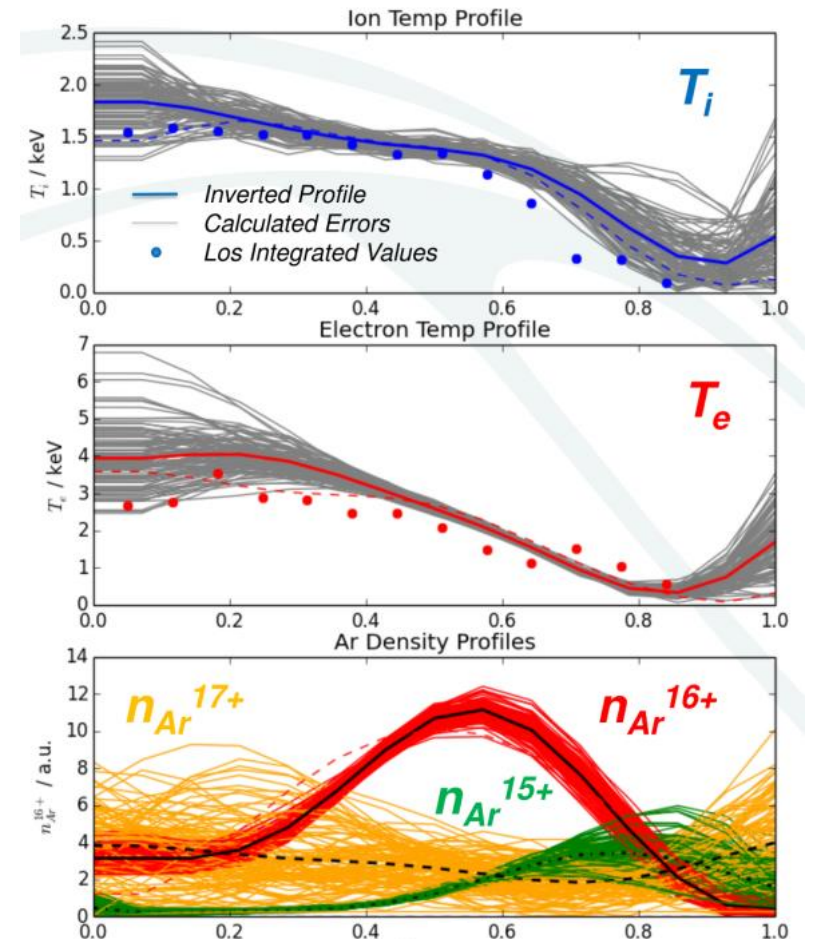 Ion Temp Profile
2.5
2.0
1.5
1.0
0.5
0.0
T_i / keV
T_i
Inverted Profile
Calculated Errors
Los Integrated Values
0.0 0.2 0.4 0.6 0.8 1.0
Electron Temp Profile
7
6
5
4
3
2
1
0
T_e / keV
T_e
0.0 0.2 0.4 0.6 0.8 1.0
Ar Density Profiles
14
12
10
8
6
4
2
0
n_Ar^16+ / a.u.
n_Ar^17+
n_Ar^16+
n_Ar^15+
0.0 0.2 0.4 0.6 0.8 1.0